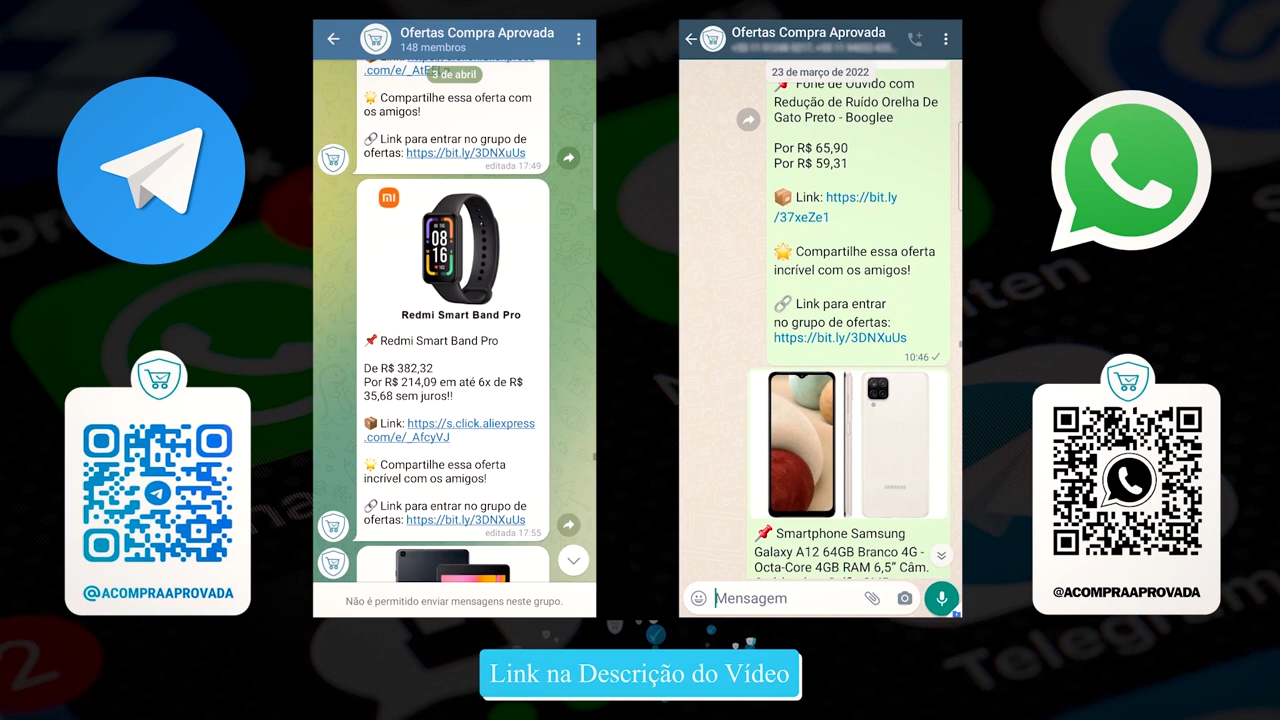 Ofertas Compra Aprovada
148 membros
.com/e/_AtE
3 de abril
🌟 Compartilhe essa oferta com
os amigos!
🔗 Link para entrar no grupo de
ofertas: https://bit.ly/3DNXuUs
editada 17:49
Redmi Smart Band Pro
📌 Redmi Smart Band Pro
De R$ 382,32
Por R$ 214,09 em até 6x de R$
35,68 sem juros!!
📦 Link: https://s.click.aliexpress
.com/e/_AfcyVJ
🌟 Compartilhe essa oferta
incrível com os amigos!
🔗 Link para entrar no grupo de
ofertas: https://bit.ly/3DNXuUs
editada 17:55
Não é permitido enviar mensagens neste grupo.
Ofertas Compra Aprovada
23 de março de 2022
📌 Fone de Ouvido com
Redução de Ruído Orelha De
Gato Preto - Booglee
Por R$ 65,90
Por R$ 59,31
📦 Link: https://bit.ly
/37xeZe1
🌟 Compartilhe essa oferta
incrível com os amigos!
🔗 Link para entrar
no grupo de ofertas:
https://bit.ly/3DNXuUs
10:46
SAMSUNG
📌 Smartphone Samsung
Galaxy A12 64GB Branco 4G -
Octa-Core 4GB RAM 6,5” Câm.
Mensagem
@ACOMPRAAPROVADA
@ACOMPRAAPROVADA
Telegram
2
Link na Descrição do Vídeo